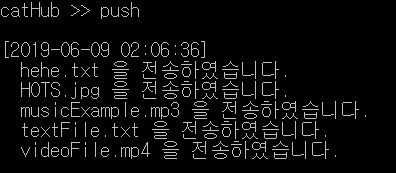 catHub >> push
[2019-06-09 02:06:36]
hehe.txt 을 전송하였습니다.
HOTS.jpg 을 전송하였습니다.
musicExample.mp3 을 전송하였습니다.
textFile.txt 을 전송하였습니다.
videoFile.mp4 을 전송하였습니다.